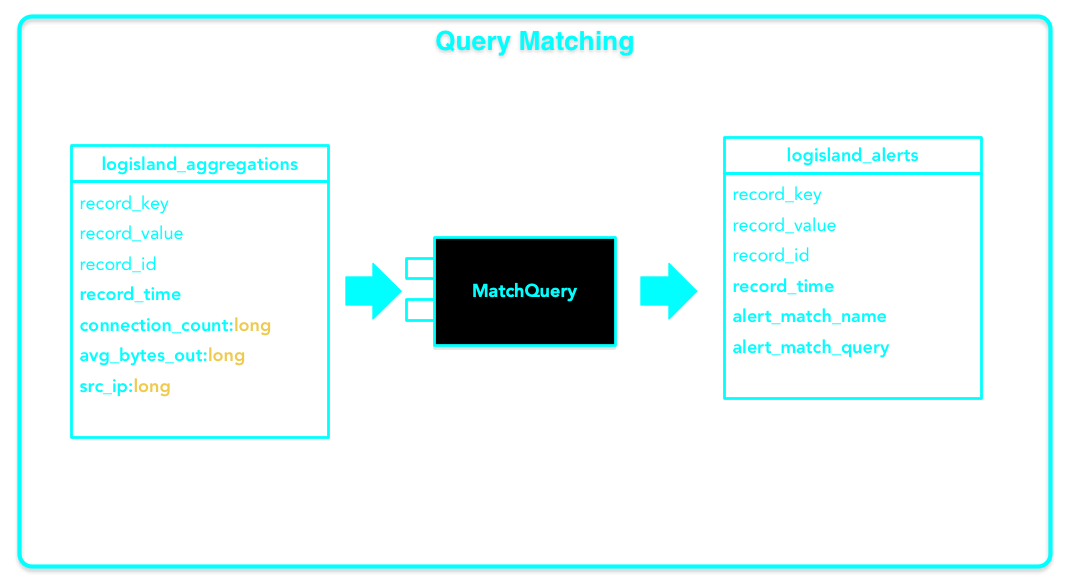 Query Matching
logisland_aggregations
record_key
record_value
record_id
record_time
connection_count:long
avg_bytes_out:long
src_ip:long
MatchQuery
logisland_alerts
record_key
record_value
record_id
record_time
alert_match_name
alert_match_query